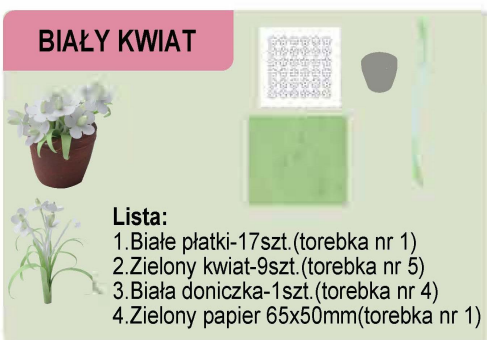 BIAŁY KWIAT
Lista:
1.Białe płatki-17szt.(torebka nr 1)
2.Zielony kwiat-9szt.(torebka nr 5)
3.Biała doniczka-1szt.(torebka nr 4)
4.Zielony papier 65x50mm(torebka nr 1)